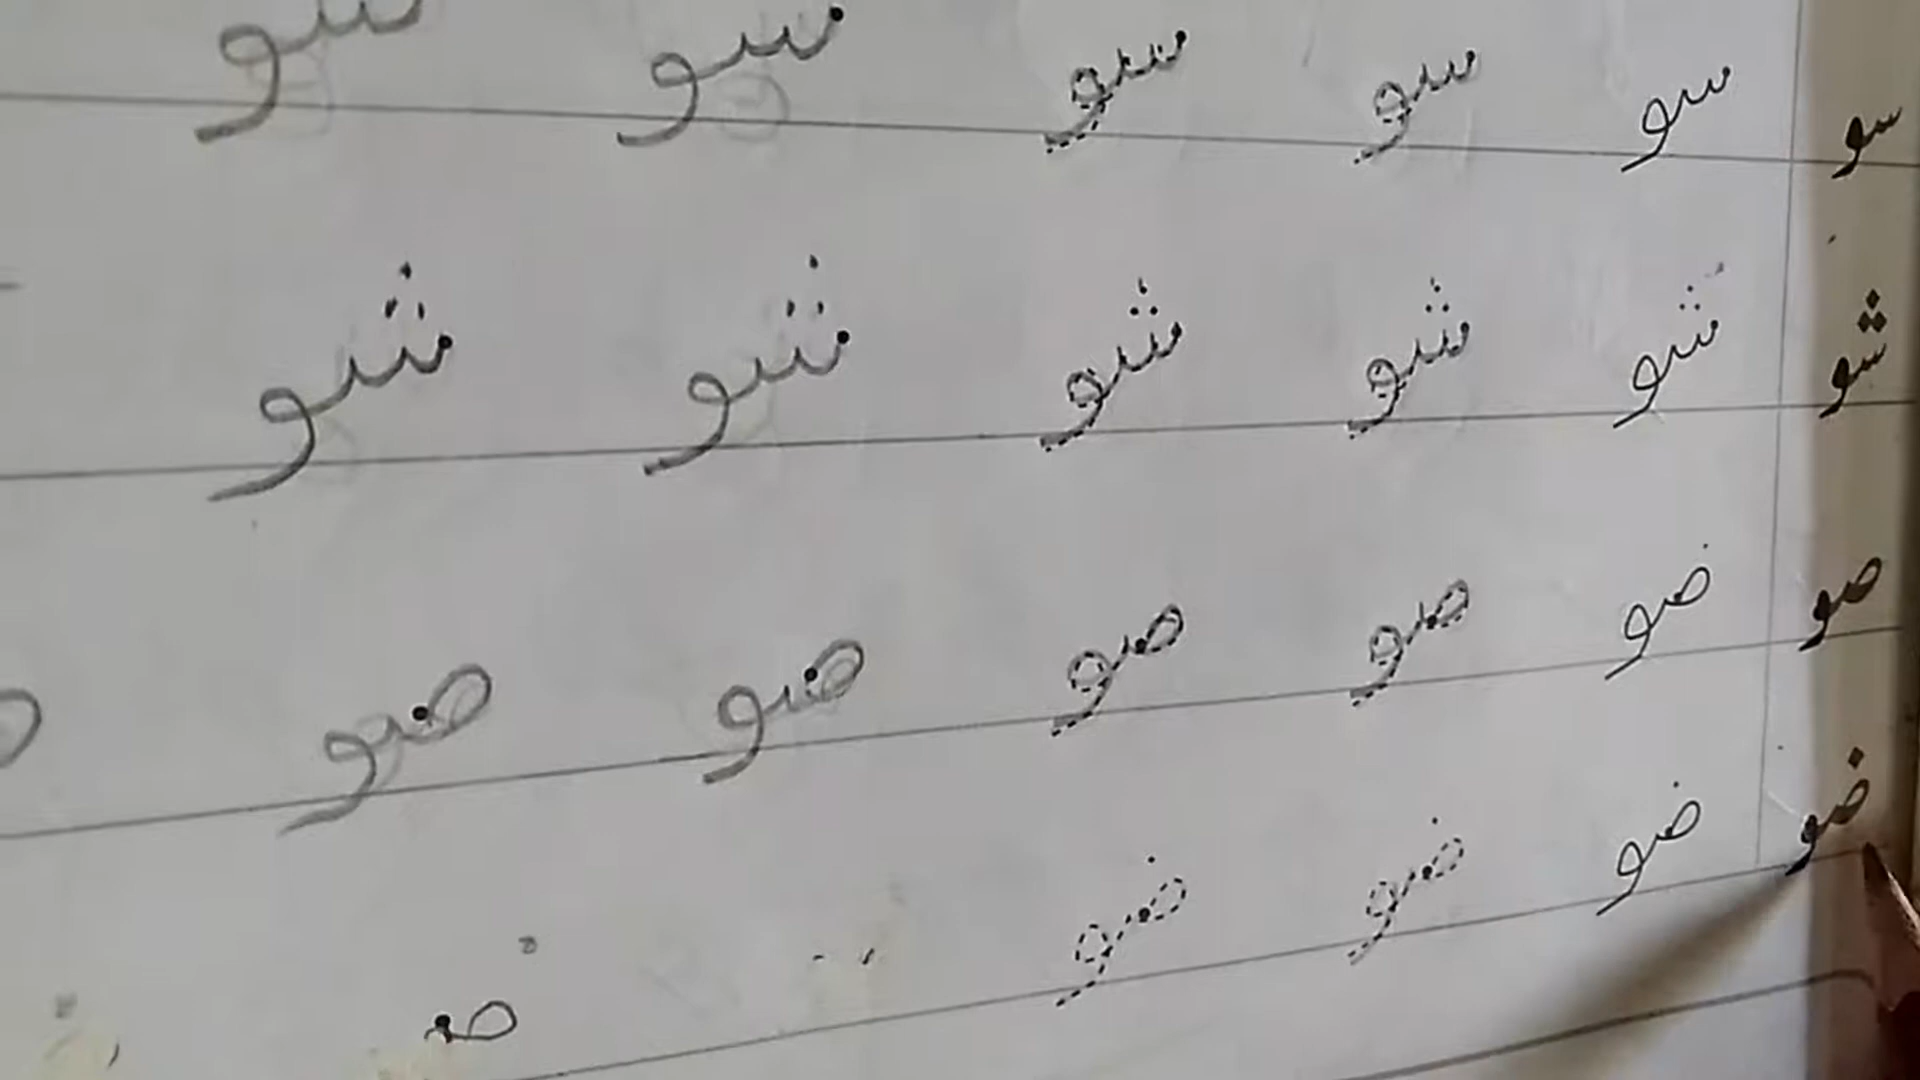 سو سو سو سو سو سو
شو شو شو شو شو شو
صو صو صو صو صو صو
ضو ضو ضو ضو